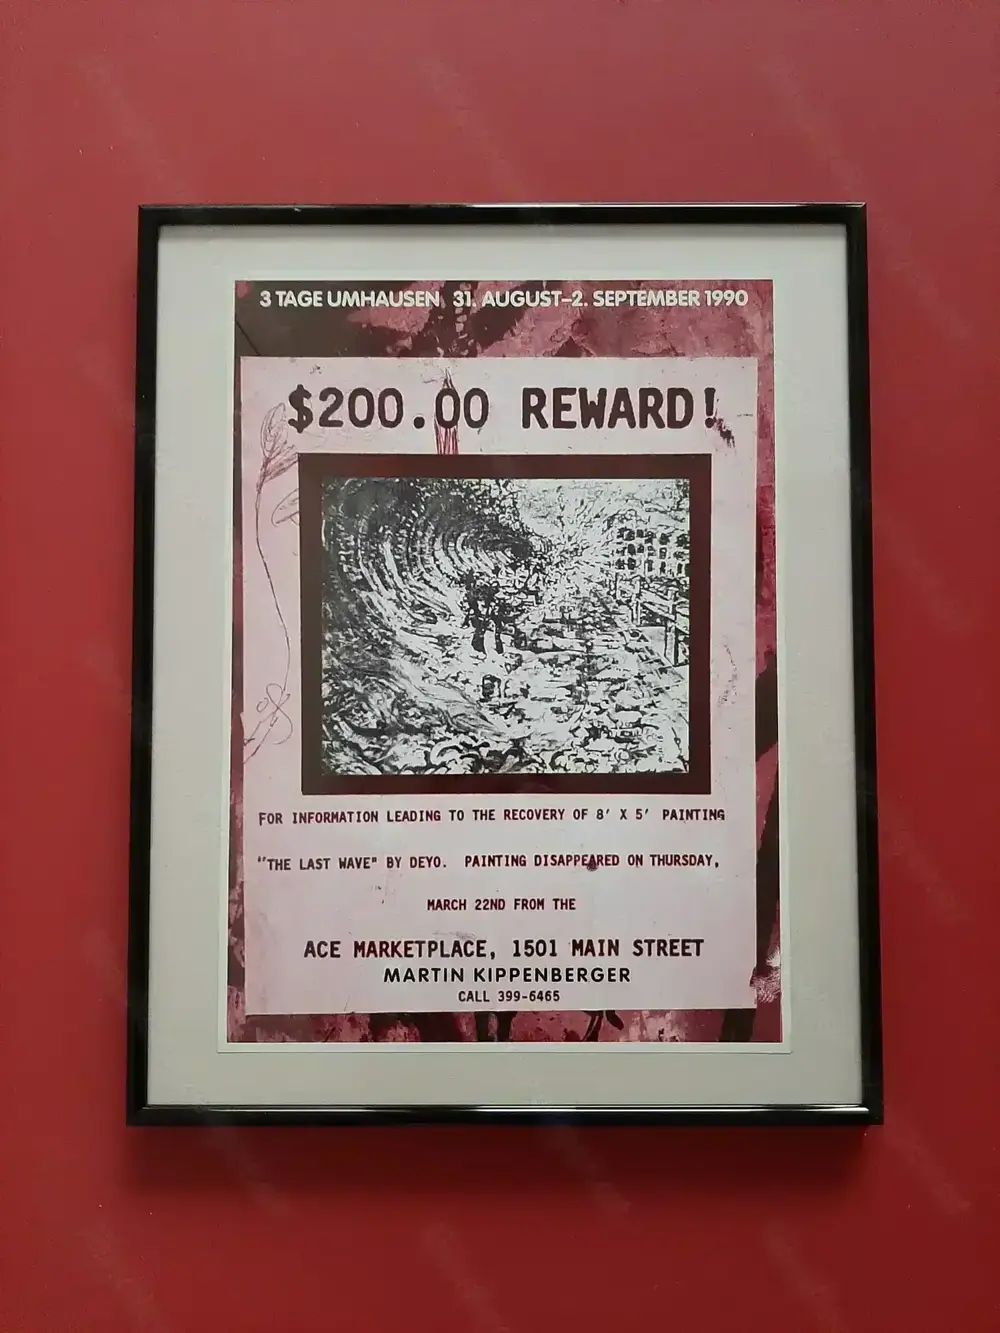 3 TAGE UMHAUSEN 31. AUGUST–2. SEPTEMBER 1990
$200.00 REWARD!
FOR INFORMATION LEADING TO THE RECOVERY OF 8' X 5' PAINTING
"THE LAST WAVE" BY DEYO. PAINTING DISAPPEARED ON THURSDAY,
MARCH 22ND FROM THE
ACE MARKETPLACE, 1501 MAIN STREET
MARTIN KIPPENBERGER
CALL 399-6465